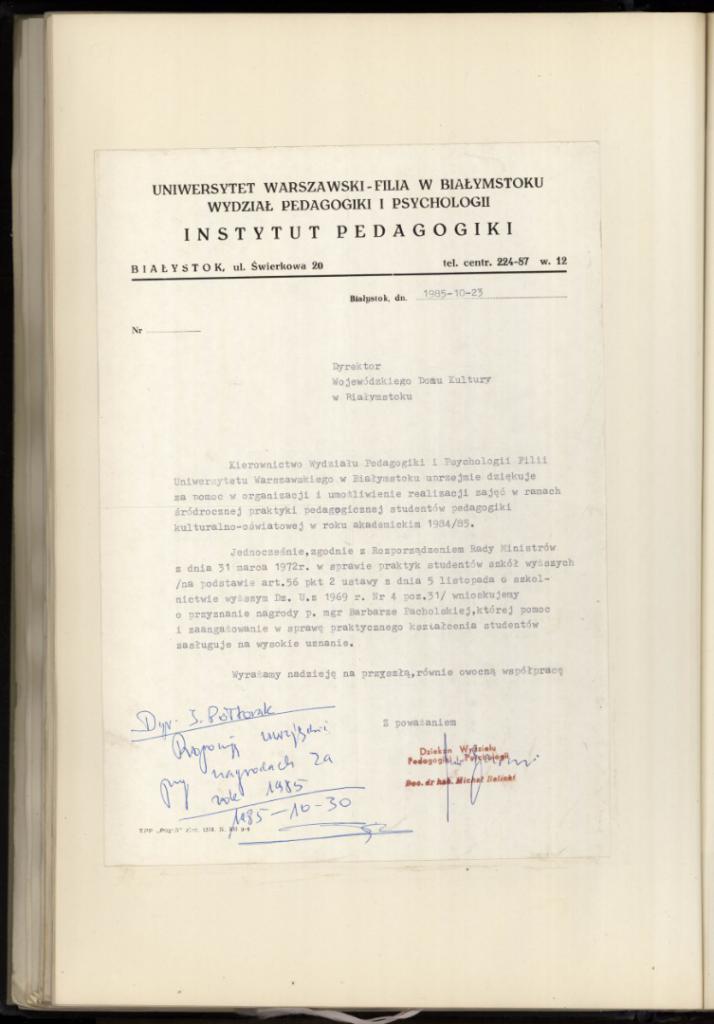 UNIWERSYTET WARSZAWSKI-FILIA W BIAŁYMSTOKU
WYDZIAŁ PEDAGOGIKI I PSYCHOLOGII
INSTYTUT PEDAGOGIKI
BIAŁYSTOK, ul. Świerkowa 20 tel. centr. 224-87 w. 12
Białystok, dn. 1985-10-23
Nr
Dyrektor
Wojewódzkiego Domu Kultury
w Białymstoku
Kierownictwo Wydziału Pedagogiki i Psychologii Filii
Uniwersytetu Warszawskiego w Białymstoku uprzejmie dziękuje
za pomoc w organizacji i umożliwienie realizacji zajęć w ramach
śródrocznej praktyki pedagogicznej studentów pedagogiki
kulturalno-oświatowej w roku akademickim 1984/85.
Jednocześnie,zgodnie z Rozporządzeniem Rady Ministrów
z dnia 31 marca 1972r. w sprawie praktyk studentów szkół wyższych
/na podstawie art.56 pkt 2 ustawy z dnia 5 listopada o szkol-
nictwie wyższym Dz. U.z 1969 r. Nr 4 poz.31/ wnioskujemy
o przyznanie nagrody p. mgr Barbarze Pacholskiej,której pomoc
i zaangażowanie w sprawę praktycznego kształcenia studentów
zasługuje na wysokie uznanie.
Wyrażamy nadzieję na przyszłą,równie owocną współpracę
Z poważaniem
Dyr. J. Półtorak
Proponuję uwzględnić
przy nagrodach za
rok 1985
1985-10-30
Dziekan Wydziału
Pedagogiki i Psychologii
Doc. dr hab. Michał Balicki